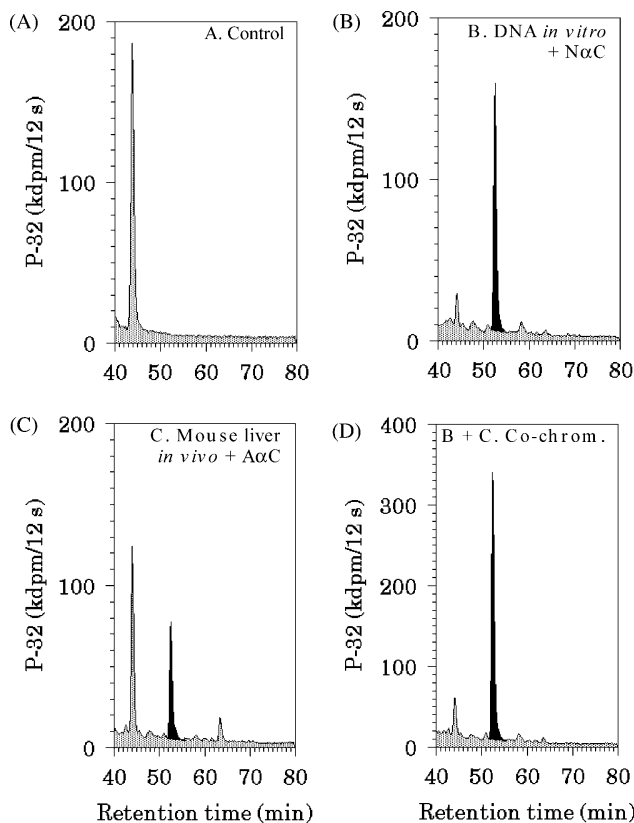 (A)
200
A. Control
P-32 (kdpm/12 s)
100
0
40 50 60 70 80
(B)
200
B. DNA in vitro
+ NαC
P-32 (kdpm/12 s)
100
0
40 50 60 70 80
(C)
200
C. Mouse liver
in vivo + AαC
P-32 (kdpm/12 s)
100
0
40 50 60 70 80
Retention time (min)
(D)
400
B + C. Co-chrom.
300
P-32 (kdpm/12 s)
200
100
0
40 50 60 70 80
Retention time (min)